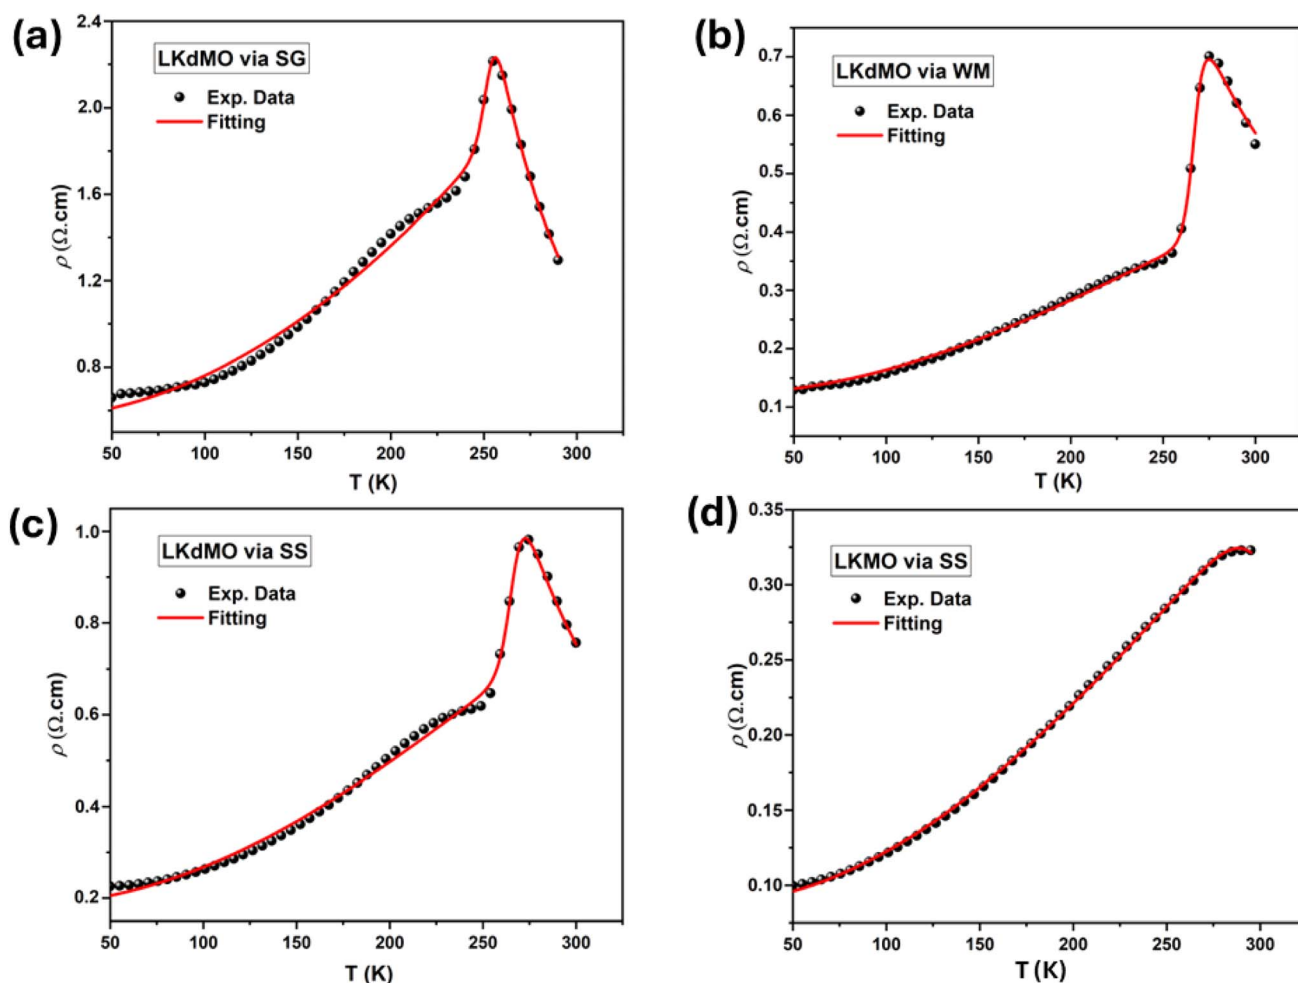 (a)
LKdMO via SG
Exp. Data
Fitting
2.4
2.0
1.6
1.2
0.8
ρ (Ω.cm)
50 100 150 200 250 300
T (K)
(b)
LKdMO via WM
Exp. Data
Fitting
0.7
0.6
0.5
0.4
0.3
0.2
0.1
ρ (Ω.cm)
50 100 150 200 250 300
T (K)
(c)
LKdMO via SS
Exp. Data
Fitting
1.0
0.8
0.6
0.4
0.2
ρ (Ω.cm)
50 100 150 200 250 300
T (K)
(d)
LKMO via SS
Exp. Data
Fitting
0.35
0.30
0.25
0.20
0.15
0.10
ρ (Ω.cm)
50 100 150 200 250 300
T (K)